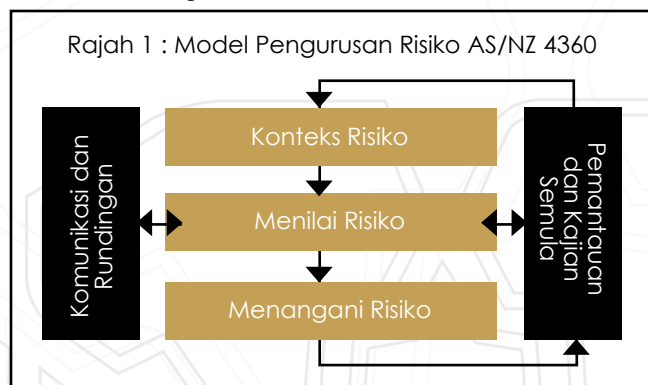 Rajah 1 : Model Pengurusan Risiko AS/NZ 4360
Komunikasi dan
Rundingan
Konteks Risiko
Menilai Risiko
Menangani Risiko
Pemantauan
dan Kajian
Semula